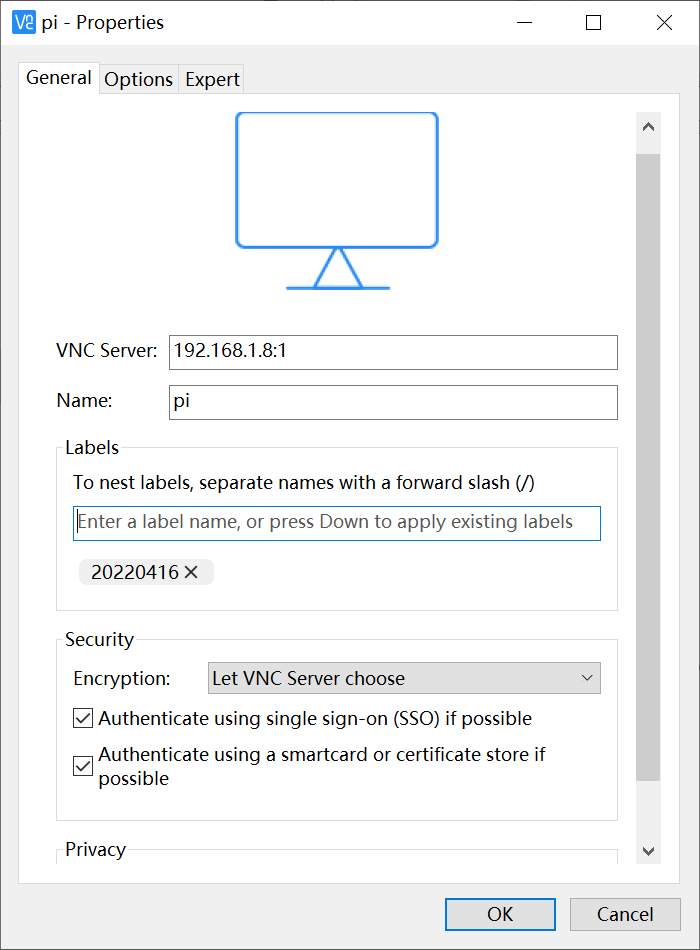 V2 pi - Properties
General Options Expert
VNC Server: 192.168.1.8:1
Name: pi
Labels
To nest labels, separate names with a forward slash (/)
Enter a label name, or press Down to apply existing labels
20220416
Security
Encryption: Let VNC Server choose
Authenticate using single sign-on (SSO) if possible
Authenticate using a smartcard or certificate store if
possible
Privacy
OK Cancel